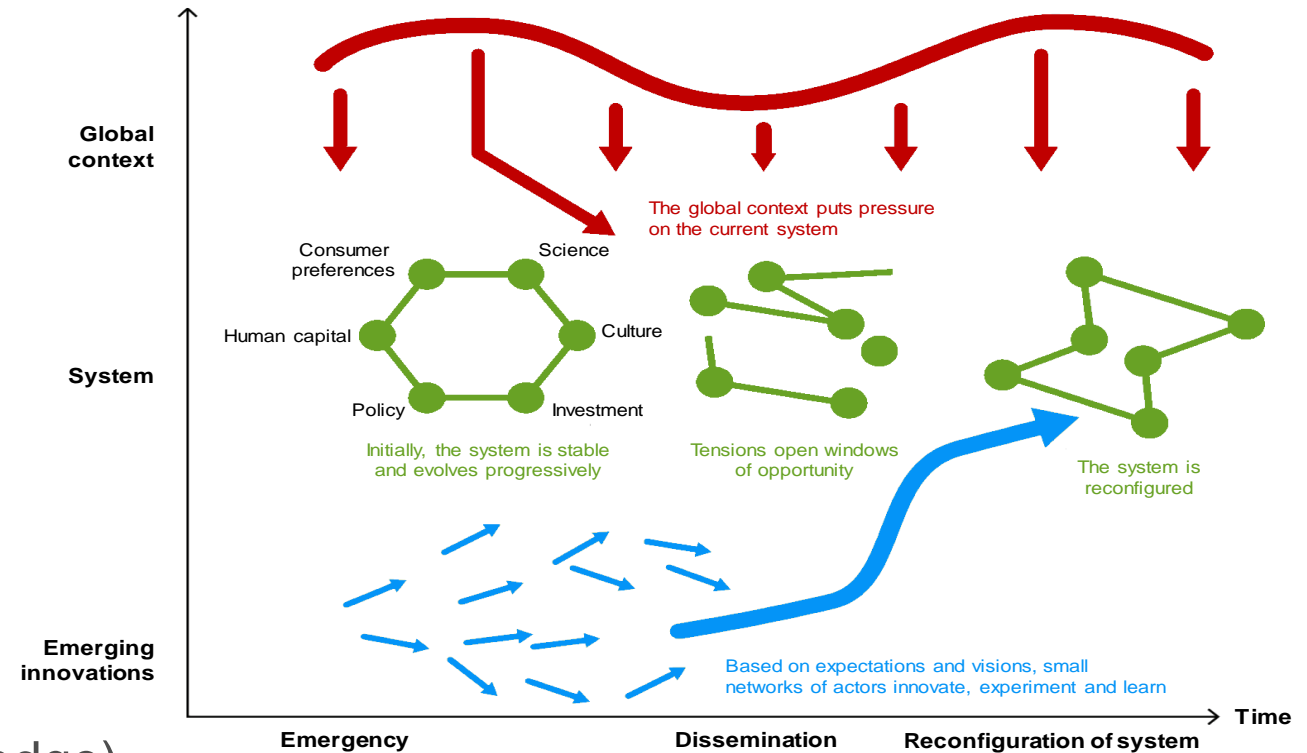 Global
context
The global context puts pressure
on the current system
Consumer
preferences
Science
Human capital
Culture
System
Policy
Investment
Initially, the system is stable
and evolves progressively
Tensions open windows
of opportunity
The system is
reconfigured
Emerging
innovations
Based on expectations and visions, small
networks of actors innovate, experiment and learn
Time
Emergency
Dissemination
Reconfiguration of system